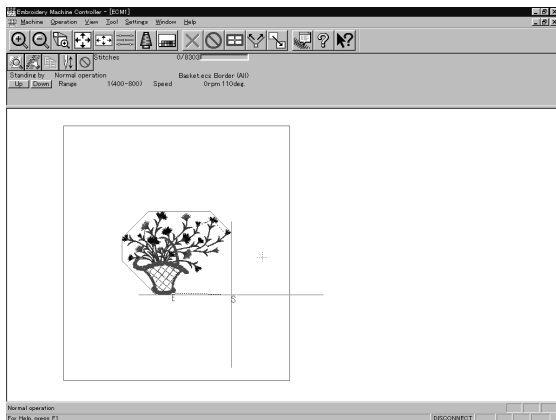 Embroidery Machine Controller - [ECM1]
Machine Operation View Tool Settings Window Help
Stitches 0/8303
Standing by Normal operation Basket.ecs Border (All)
Up Down Range 1(400-800) Speed 0rpm 110deg.
E S
Normal operation
For Help, press F1 DISCONNECT